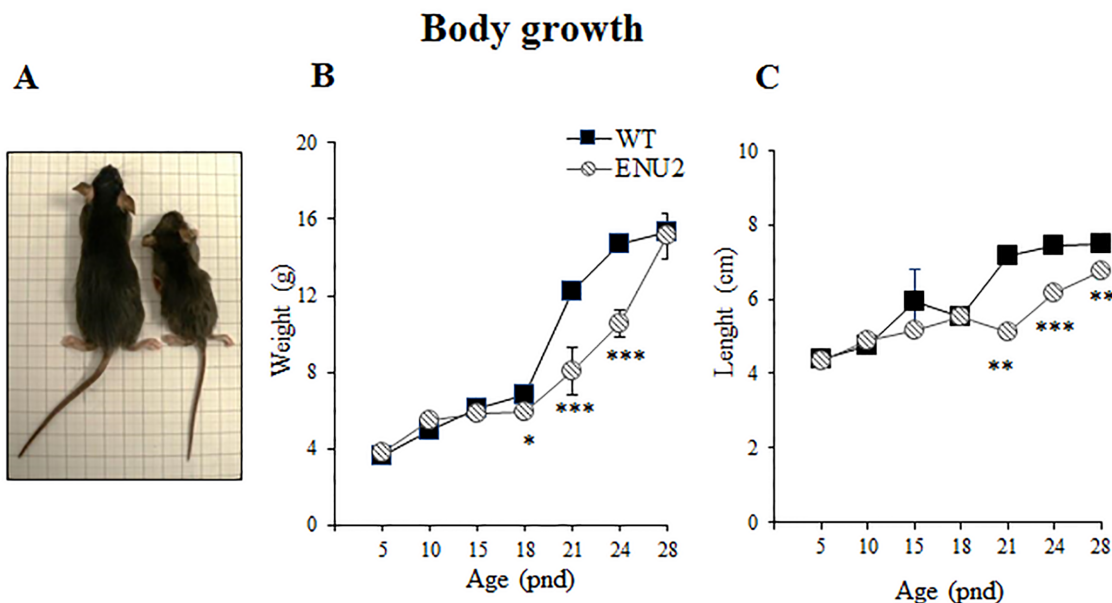 Body growth
A
B
C
20
16
12
8
4
0
Weight (g)
WT
ENU2
*
***
***
5 10 15 18 21 24 28
Age (pnd)
10
8
6
4
2
0
Lenght (cm)
**
***
**
5 10 15 18 21 24 28
Age (pnd)